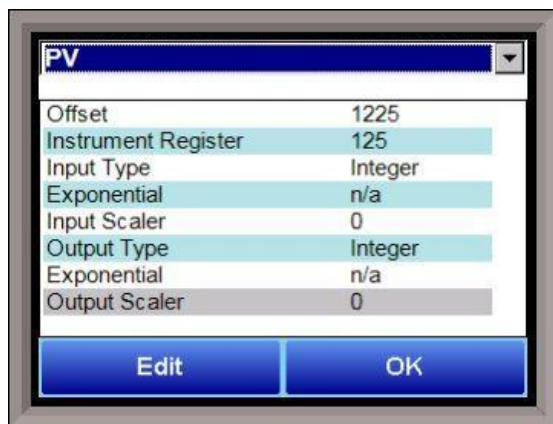 PV
Offset 1225
Instrument Register 125
Input Type Integer
Exponential n/a
Input Scaler 0
Output Type Integer
Exponential n/a
Output Scaler 0
Edit OK